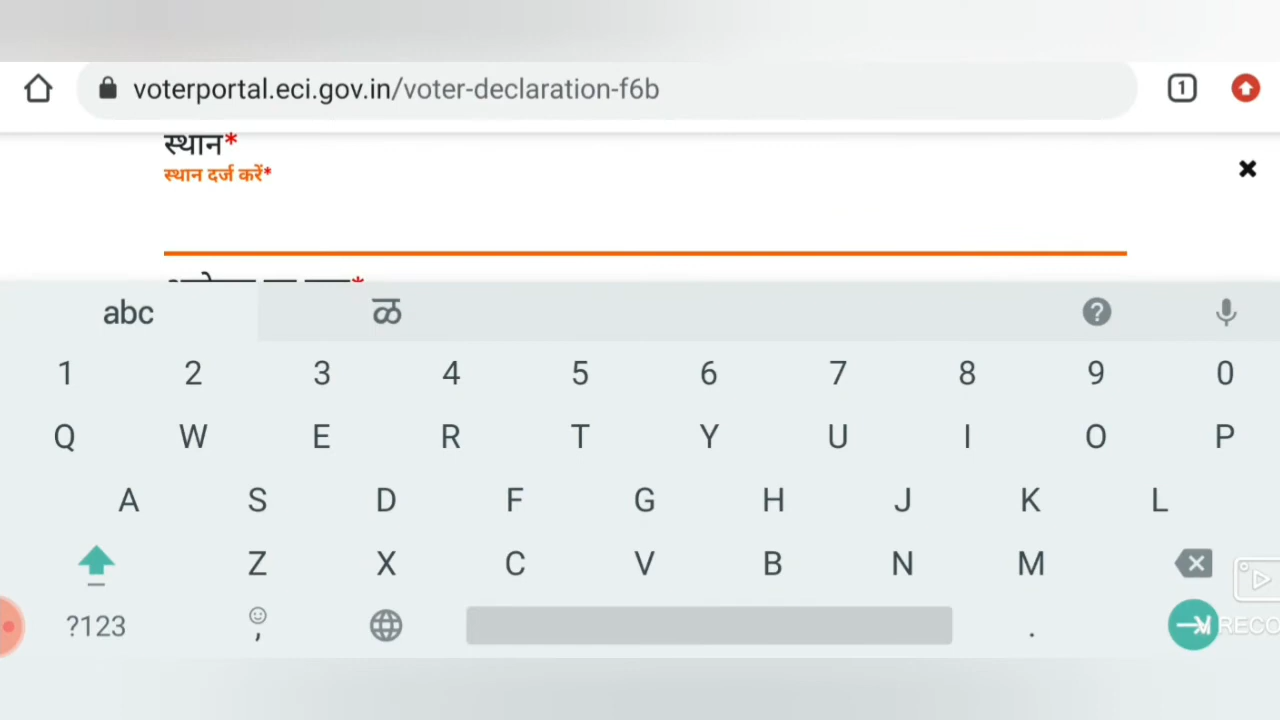 voterportal.eci.gov.in/voter-declaration-f6b
1
स्थान*
स्थान दर्ज करें*
abc ळ ?
1 2 3 4 5 6 7 8 9 0
Q W E R T Y U I O P
A S D F G H J K L
Z X C V B N M
?123 , .
RECO